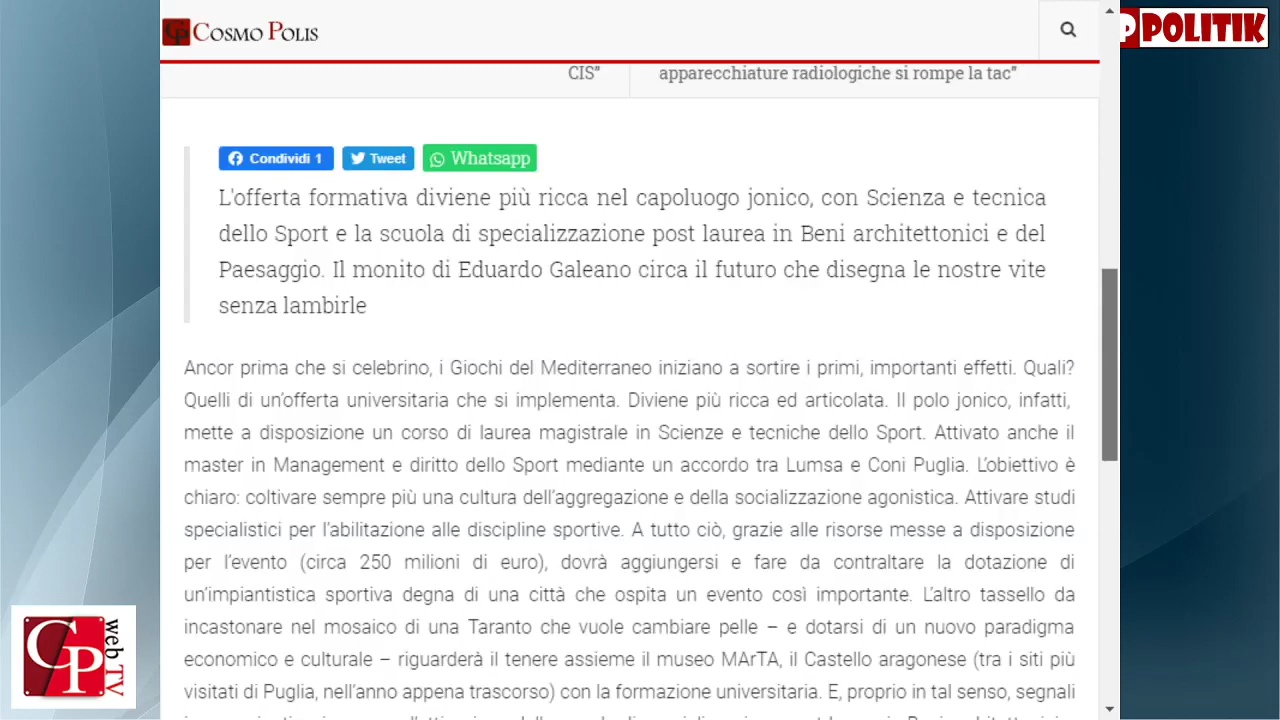 CP COSMO POLIS
POLITIK
CIS"
apparecchiature radiologiche si rompe la tac"
Condividi 1
Tweet
Whatsapp
L'offerta formativa diviene più ricca nel capoluogo jonico, con Scienza e tecnica
dello Sport e la scuola di specializzazione post laurea in Beni architettonici e del
Paesaggio. Il monito di Eduardo Galeano circa il futuro che disegna le nostre vite
senza lambirle
Ancor prima che si celebrino, i Giochi del Mediterraneo iniziano a sortire i primi, importanti effetti. Quali?
Quelli di un’offerta universitaria che si implementa. Diviene più ricca ed articolata. Il polo jonico, infatti,
mette a disposizione un corso di laurea magistrale in Scienze e tecniche dello Sport. Attivato anche il
master in Management e diritto dello Sport mediante un accordo tra Lumsa e Coni Puglia. L’obiettivo è
chiaro: coltivare sempre più una cultura dell’aggregazione e della socializzazione agonistica. Attivare studi
specialistici per l’abilitazione alle discipline sportive. A tutto ciò, grazie alle risorse messe a disposizione
per l’evento (circa 250 milioni di euro), dovrà aggiungersi e fare da contraltare la dotazione di
un’impiantistica sportiva degna di una città che ospita un evento così importante. L’altro tassello da
incastonare nel mosaico di una Taranto che vuole cambiare pelle – e dotarsi di un nuovo paradigma
economico e culturale – riguarderà il tenere assieme il museo MArTA, il Castello aragonese (tra i siti più
visitati di Puglia, nell’anno appena trascorso) con la formazione universitaria. E, proprio in tal senso, segnali
CP web TV